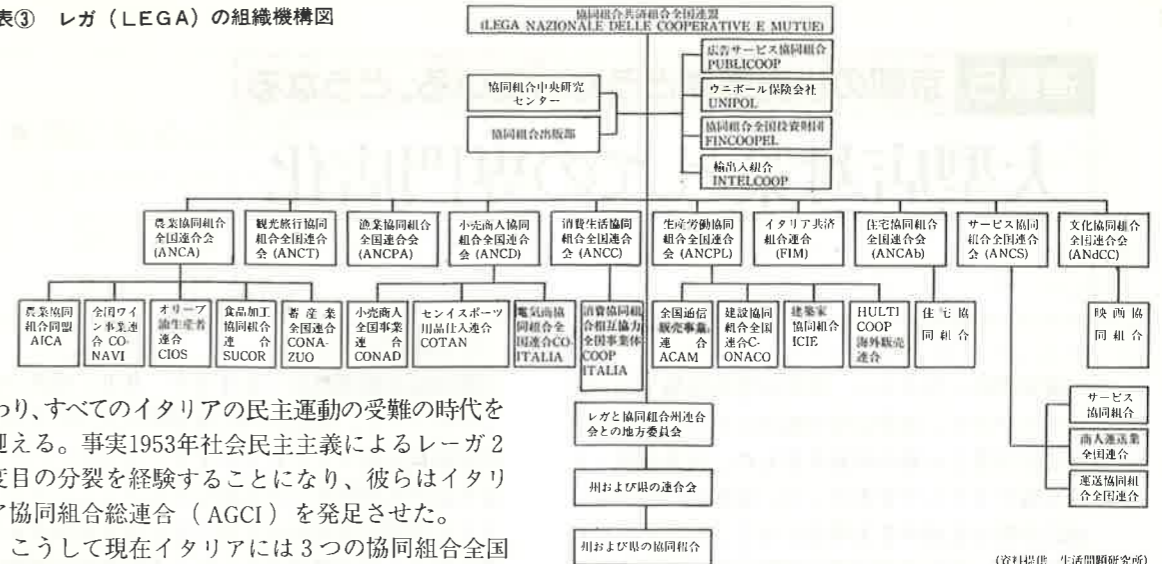 表③ レガ（LEGA）の組織機構図
協同組合共済組合全国連盟
(LEGA NAZIONALE DELLE COOPERATIVE E MUTUE)
広告サービス協同組合
PUBLICOOP
協同組合中央研究
センター
ウニポール保険会社
UNIPOL
協同組合出版部
協同組合全国投資財団
FINCOOPEL
輸出入組合
INTELCOOP
農業協同組合
全国連合会
(ANCA)
観光旅行協同
組合全国連合
会 (ANCT)
漁業協同組合
全国連合会
(ANCPA)
小売商人協同
組合全国連合
会 (ANCD)
消費生活協同
組合全国連合
会 (ANCC)
生産労働協同
組合全国連合
会 (ANCPL)
イタリア共済
組合連合
(FIM)
住宅協同組合
全国連合会
(ANCAb)
サービス協同
組合全国連合
会 (ANCS)
文化協同組合
全国連合会
(ANdCC)
農業協同
組合同盟
AICA
全国ワイ
ン事業連
合 CO-
NAVI
オリーブ
油生産者
連合
CIOS
食品加工
協同組合
連合
SUCOR
畜産業
全国連合
CONA-
ZUO
小売商人
全国事業
連合
CONAD
センイスポーツ
用品仕入連合
COTAN
電気商協
同組合全
国連合CO-
ITALIA
消費協同組
合相互協力
全国事業体
COOP
ITALIA
全国通信
販売事業
連合
ACAM
建設協同
組合全国
連合C-
ONACO
建築家
協同組合
ICIE
HULTI
COOP
海外販売
連合
住宅協
同組合
映画協
同組合
サービス
協同組合
商人運送業
全国連合
運送協同組
合全国連合
レガと協同組合州連合
会との地方委員会
州および県の連合会
州および県の協同組合
(資料提供 生活問題研究所)
わり、すべてのイタリアの民主運動の受難の時代を
迎える。事実1953年社会民主主義によるレーガ２
度目の分裂を経験することになり、彼らはイタリ
ア協同組合総連合（AGCI）を発足させた。
こうして現在イタリアには３つの協同組合全国